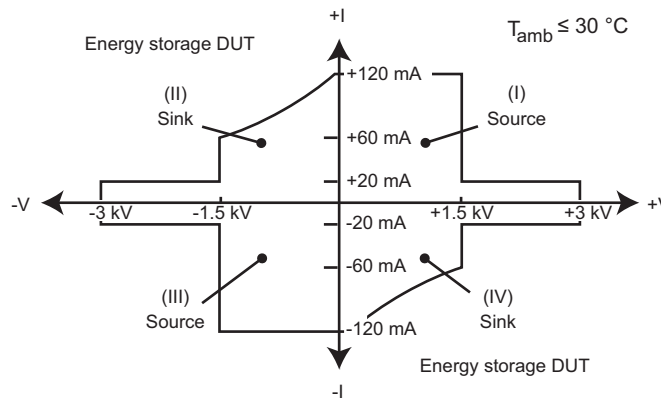 +I
T_amb ≤ 30 °C
Energy storage DUT
+120 mA
(II)
Sink
(I)
Source
+60 mA
+20 mA
-V
-3 kV
-1.5 kV
+1.5 kV
+3 kV
+V
-20 mA
-60 mA
(III)
Source
(IV)
Sink
-120 mA
Energy storage DUT
-I